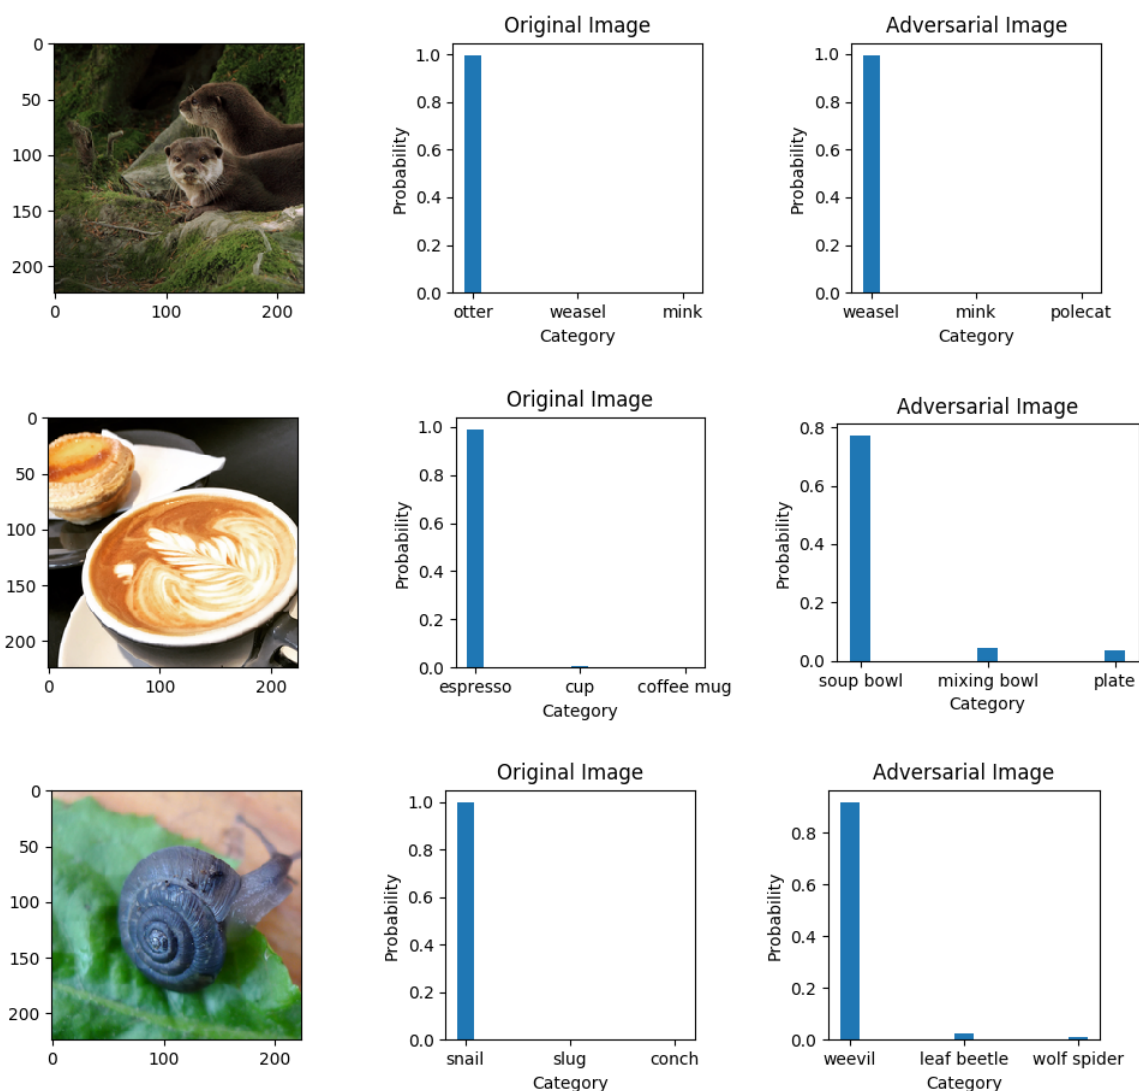 Original Image
Adversarial Image
0
50
100
150
200
0 100 200
Probability
1.0
0.8
0.6
0.4
0.2
0.0
otter weasel mink
Category
Probability
1.0
0.8
0.6
0.4
0.2
0.0
weasel mink polecat
Category
Original Image
Adversarial Image
0
50
100
150
200
0 100 200
Probability
1.0
0.8
0.6
0.4
0.2
0.0
espresso cup coffee mug
Category
Probability
0.8
0.6
0.4
0.2
0.0
soup bowl mixing bowl plate
Category
Original Image
Adversarial Image
0
50
100
150
200
0 100 200
Probability
1.0
0.8
0.6
0.4
0.2
0.0
snail slug conch
Category
Probability
0.8
0.6
0.4
0.2
0.0
weevil leaf beetle wolf spider
Category